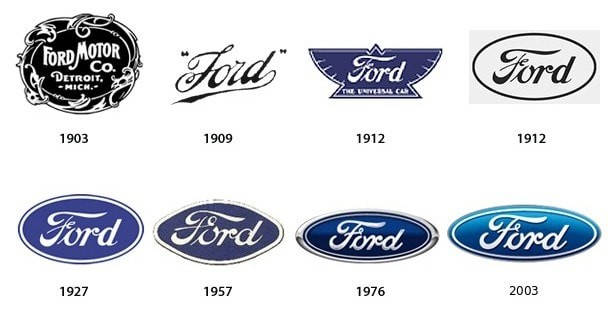 FORD MOTOR
CO.
DETROIT,
- MICH. -
"Ford"
Ford
THE UNIVERSAL CAR
Ford
1903
1909
1912
1912
Ford
Ford
Ford
Ford
1927
1957
1976
2003